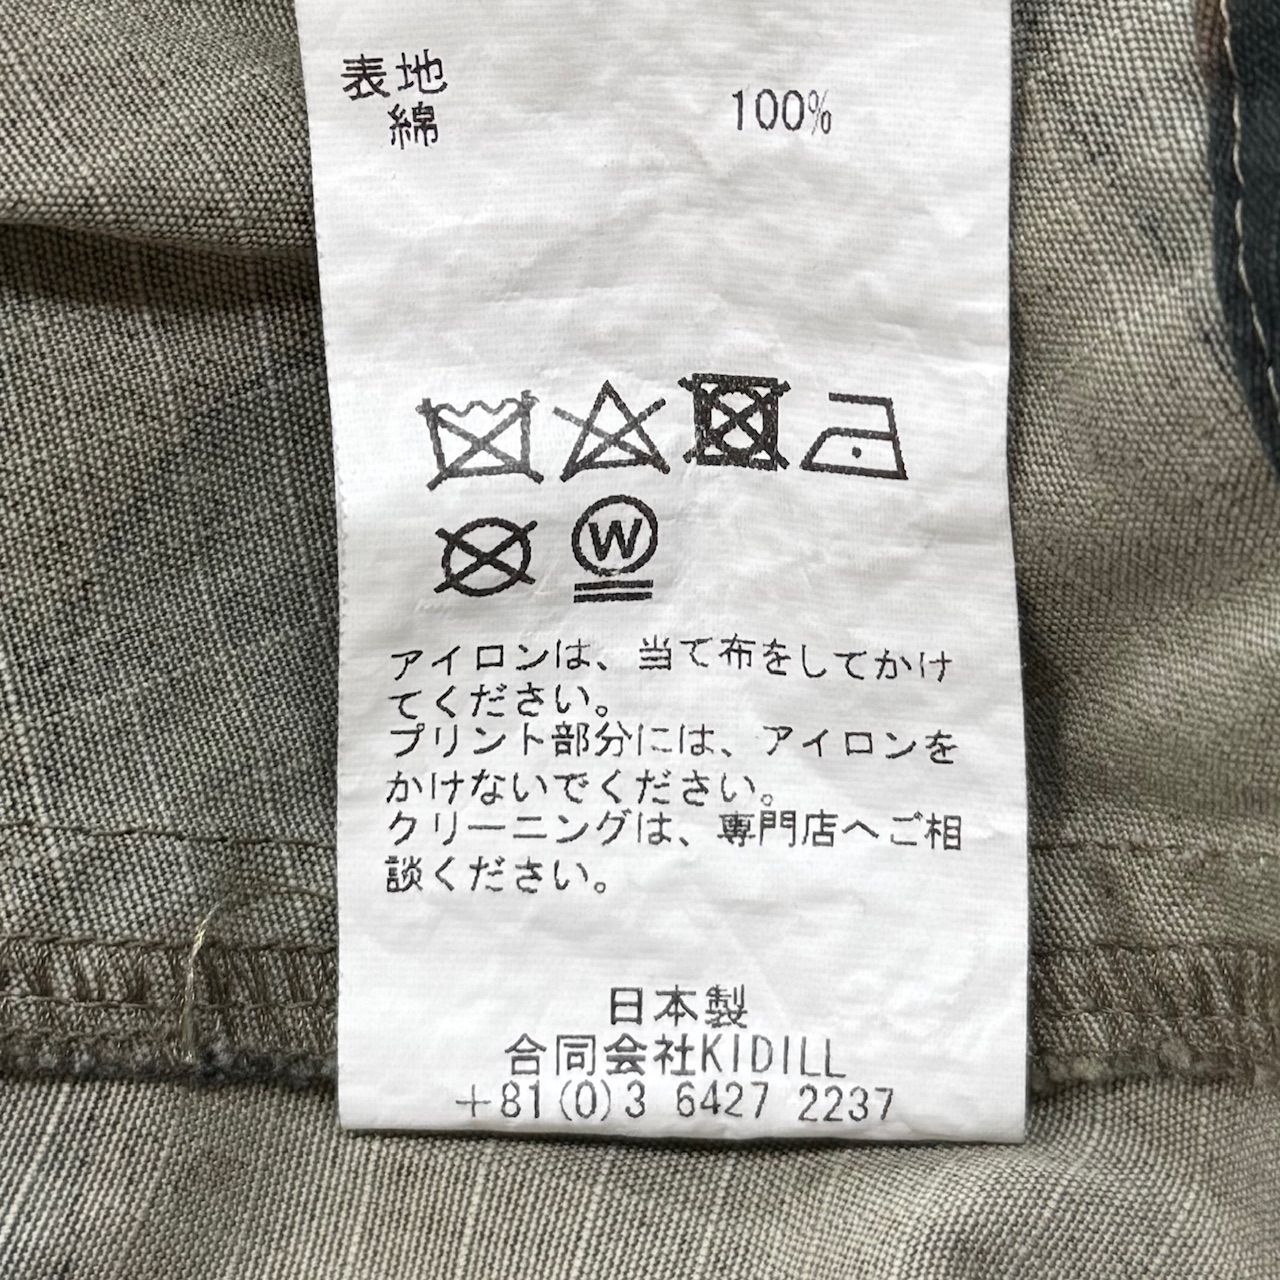 表地
綿 100%
W
アイロンは、当て布をしてかけ
てください。
プリント部分には、アイロンを
かけないでください。
クリーニングは、専門店へご相
談ください。
日本製
合同会社KIDILL
+81(0)3 6427 2237